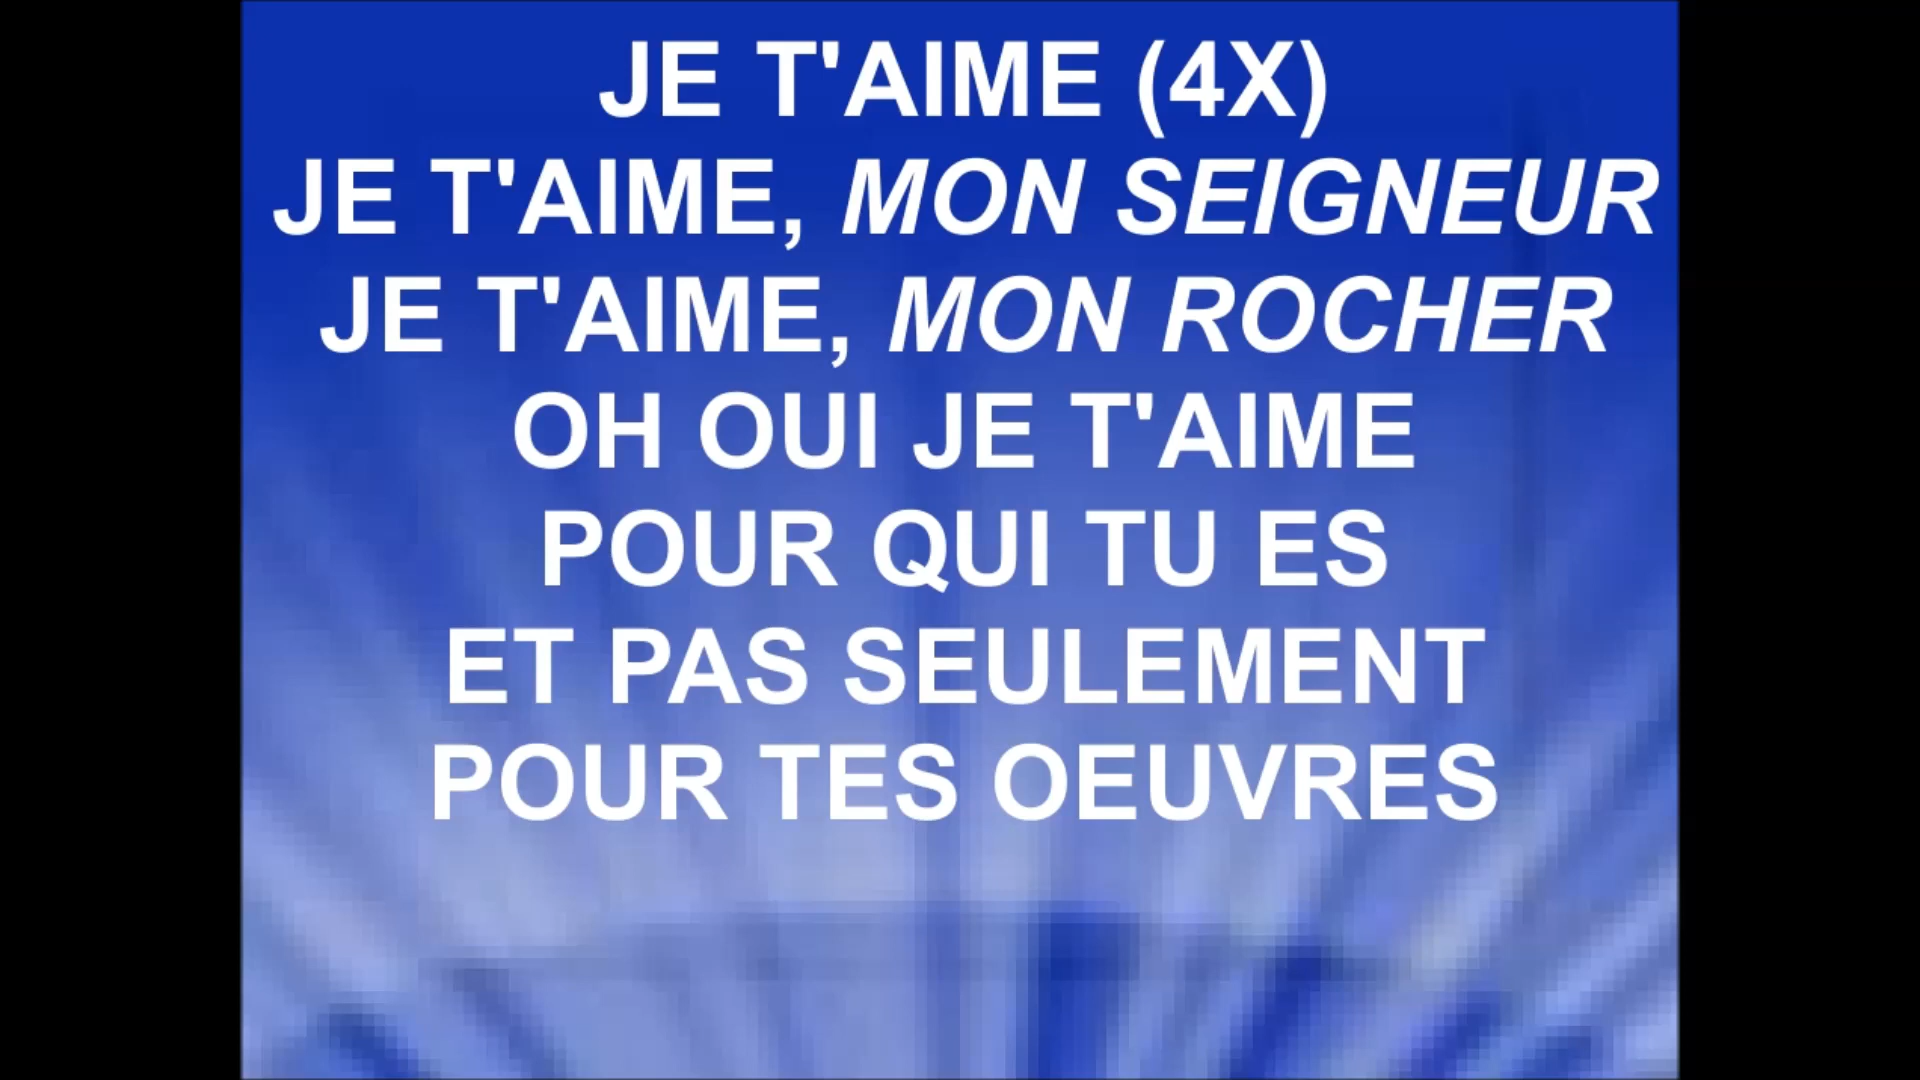 JE T'AIME (4X)
JE T'AIME, MON SEIGNEUR
JE T'AIME, MON ROCHER
OH OUI JE T'AIME
POUR QUI TU ES
ET PAS SEULEMENT
POUR TES OEUVRES